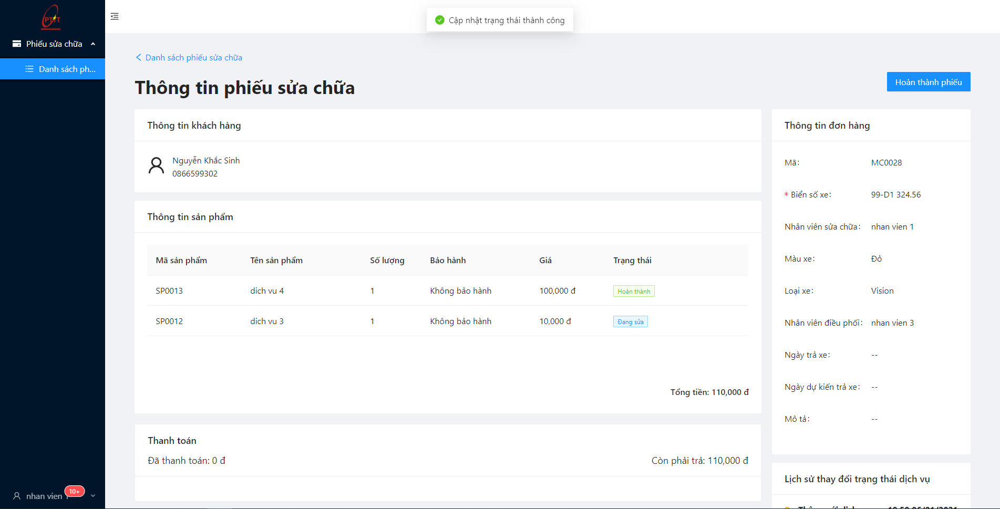 PTIT
Phiếu sửa chữa
Danh sách ph...
nhan vien
10+
Cập nhật trạng thái thành công
Danh sách phiếu sửa chữa
Thông tin phiếu sửa chữa
Hoàn thành phiếu
Thông tin khách hàng
Nguyễn Khắc Sinh
0866599302
Thông tin sản phẩm
Mã sản phẩm Tên sản phẩm Số lượng Bảo hành Giá Trạng thái
SP0013 dich vu 4 1 Không bảo hành 100,000 đ Hoàn thành
SP0012 dich vu 3 1 Không bảo hành 10,000 đ Đang sửa
Tổng tiền: 110,000 đ
Thanh toán
Đã thanh toán: 0 đ Còn phải trả: 110,000 đ
Thông tin đơn hàng
Mã: MC0028
* Biển số xe: 99-D1 324.56
Nhân viên sửa chữa: nhan vien 1
Màu xe: Đỏ
Loại xe: Vision
Nhân viên điều phối: nhan vien 3
Ngày trả xe: --
Ngày dự kiến trả xe: --
Mô tả: --
Lịch sử thay đổi trạng thái dịch vụ